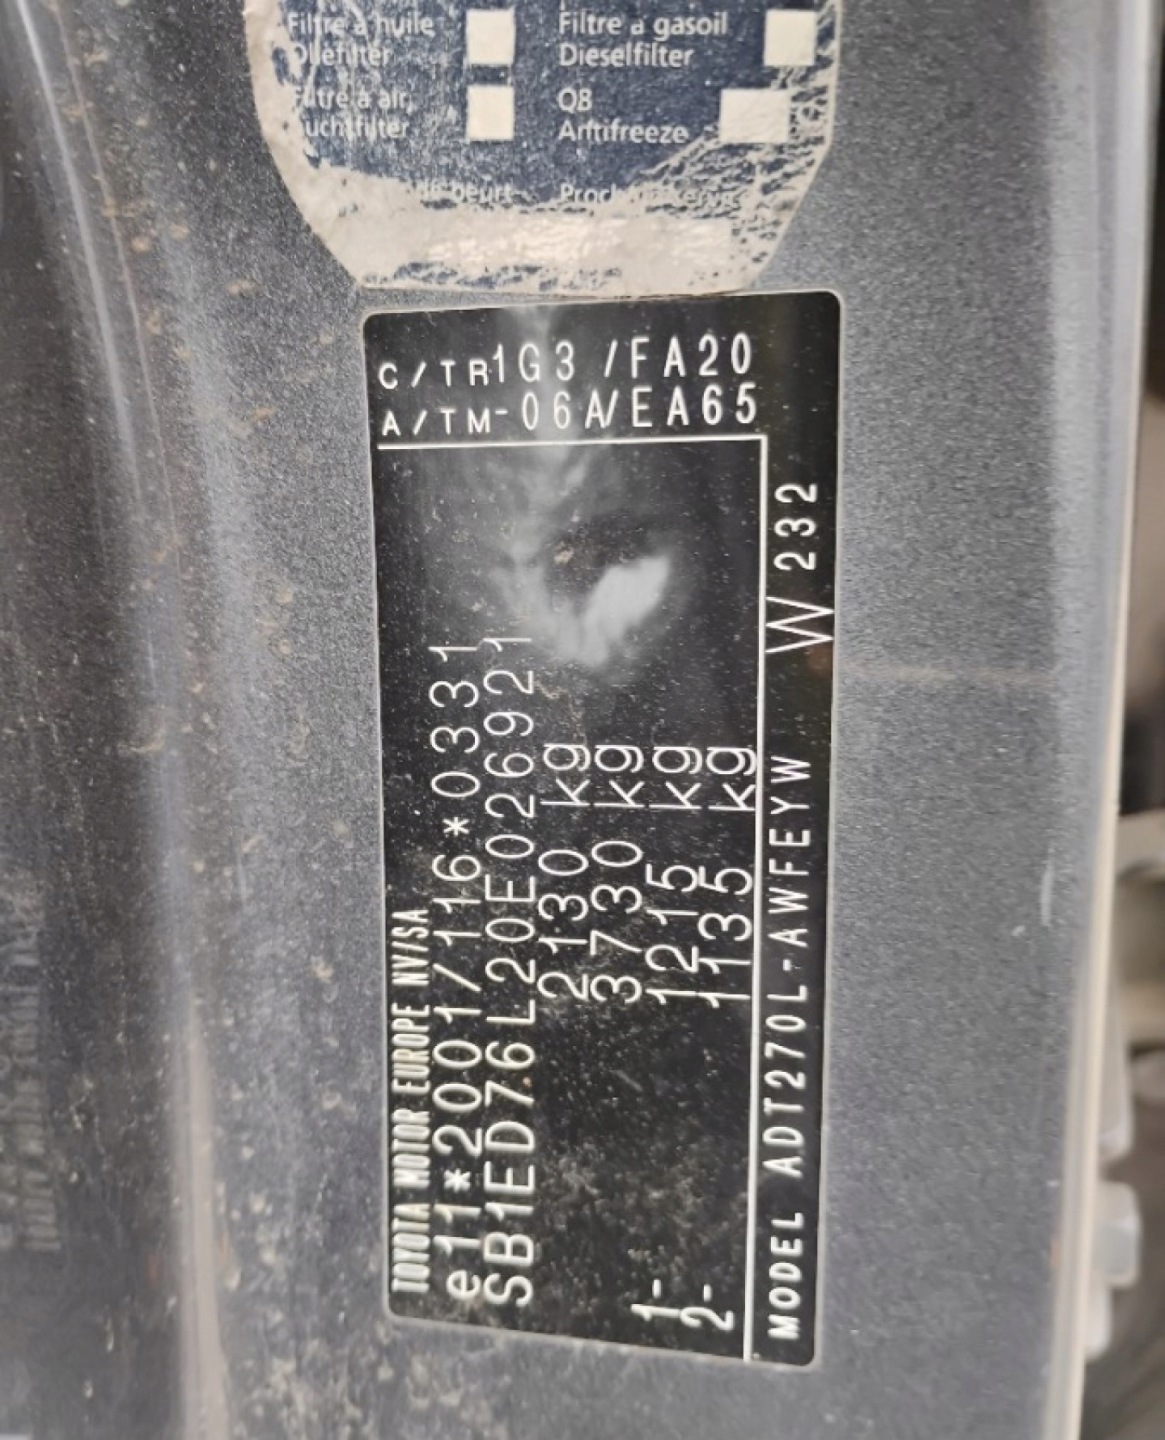 Filtre à huile
Oliefilter
Filtre à air
Luchtfilter
Filtre à gasoil
Dieselfilter
Q8
Antifreeze
C/TR 1G3 /FA20
A/TM -06A/EA65
TOYOTA MOTOR EUROPE NV/SA
e11*2001/116*0331
SB1ED76L20E026921
2130 kg
3730 kg
1- 1215 kg
2- 1135 kg
MODEL ADT270L-AWFEYW W 232